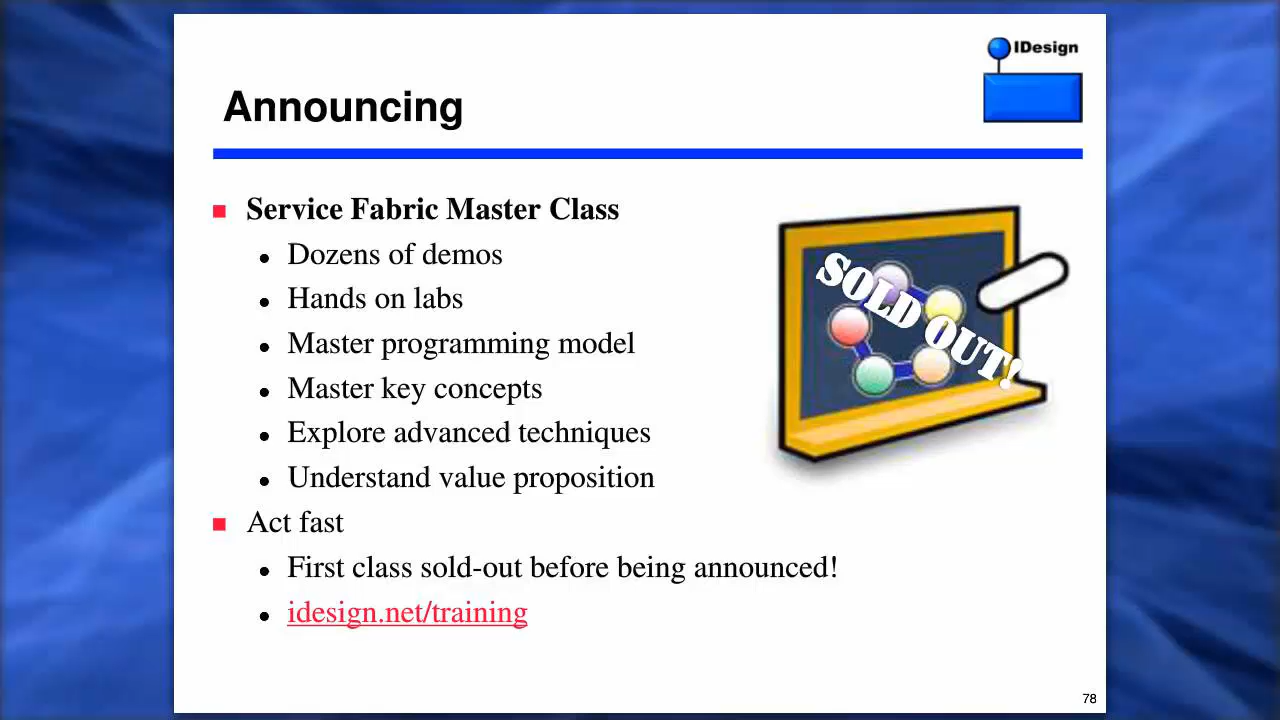 IDesign
Announcing
Service Fabric Master Class
Dozens of demos
Hands on labs
Master programming model
Master key concepts
Explore advanced techniques
Understand value proposition
SOLD OUT!
Act fast
First class sold-out before being announced!
idesign.net/training
78